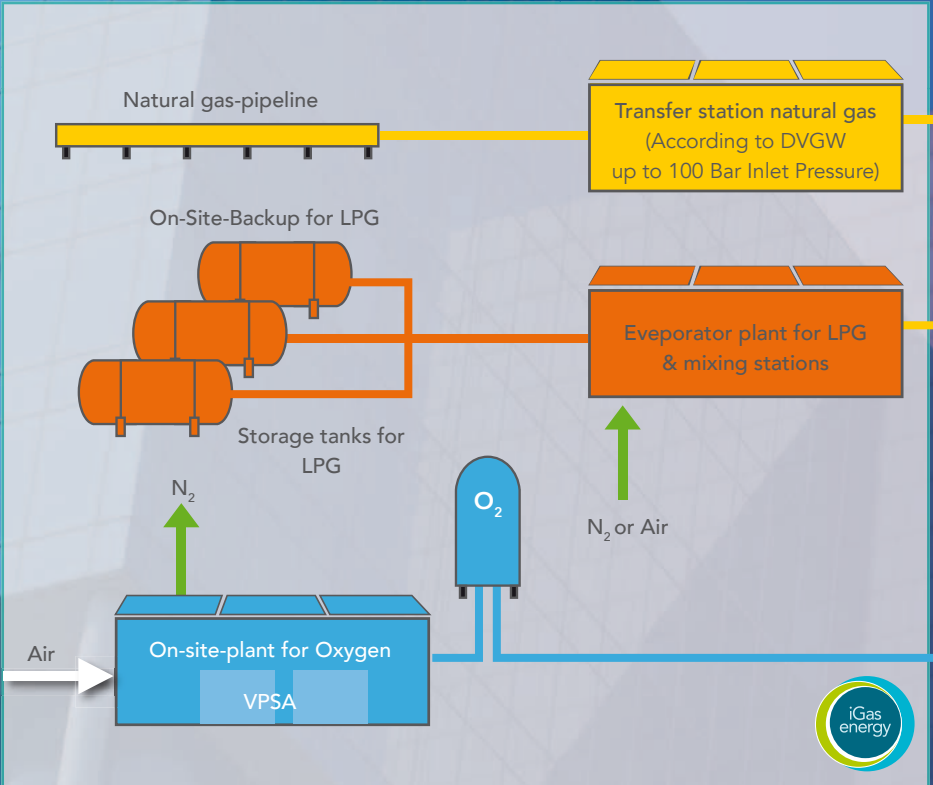 Natural gas-pipeline
Transfer station natural gas
(According to DVGW
up to 100 Bar Inlet Pressure)
On-Site-Backup for LPG
Eveporator plant for LPG
& mixing stations
Storage tanks for
LPG
N₂
O₂
N₂ or Air
Air
On-site-plant for Oxygen
VPSA
iGas
energy